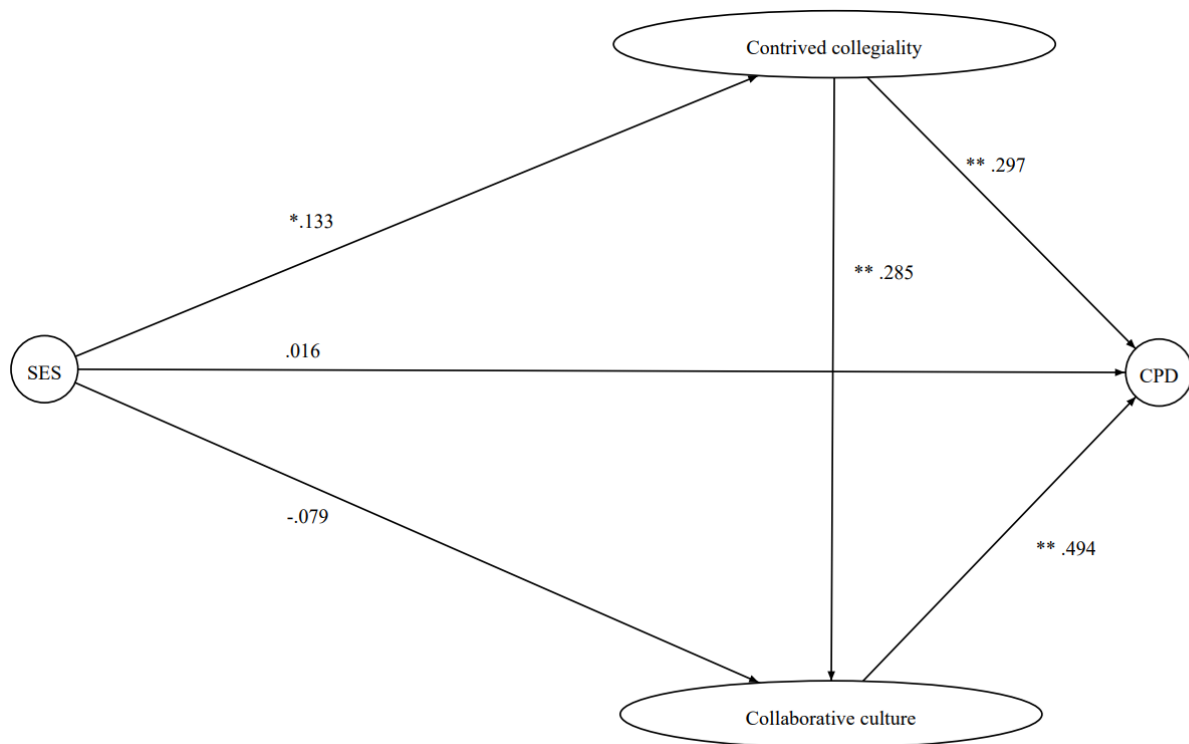 Contrived collegiality
** .297
*.133
** .285
.016
SES
CPD
-.079
** .494
Collaborative culture